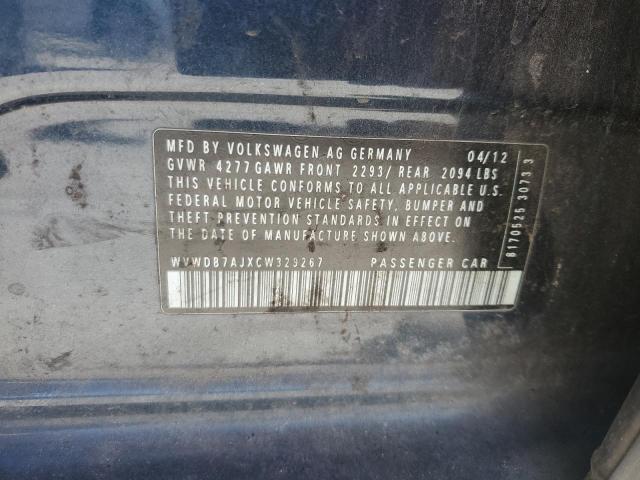 MFD BY VOLKSWAGEN AG GERMANY 04/12
GVWR 4277 GAWR FRONT 2293/ REAR 2094 LBS
THIS VEHICLE CONFORMS TO ALL APPLICABLE U.S.
FEDERAL MOTOR VEHICLE SAFETY, BUMPER AND
THEFT-PREVENTION STANDARDS IN EFFECT ON
THE DATE OF MANUFACTURE SHOWN ABOVE.
WVWDB7AJXCW329267 PASSENGER CAR
8170525 3073 3